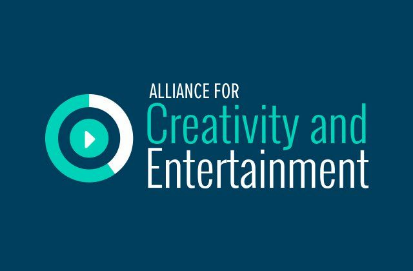 ALLIANCE FOR
Creativity and
Entertainment